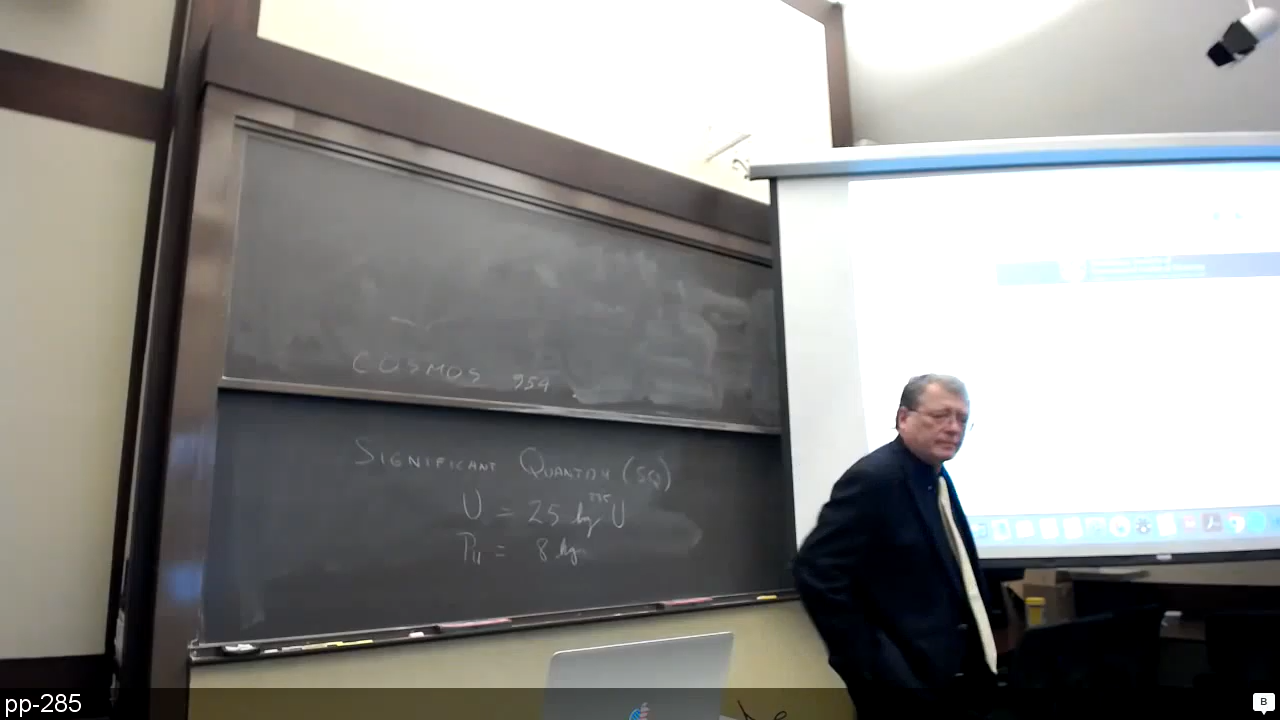 COSMOS 954
SIGNIFICANT QUANTITY (SQ)
U = 25 kg ²³⁵U
Pu = 8 kg
pp-285
B